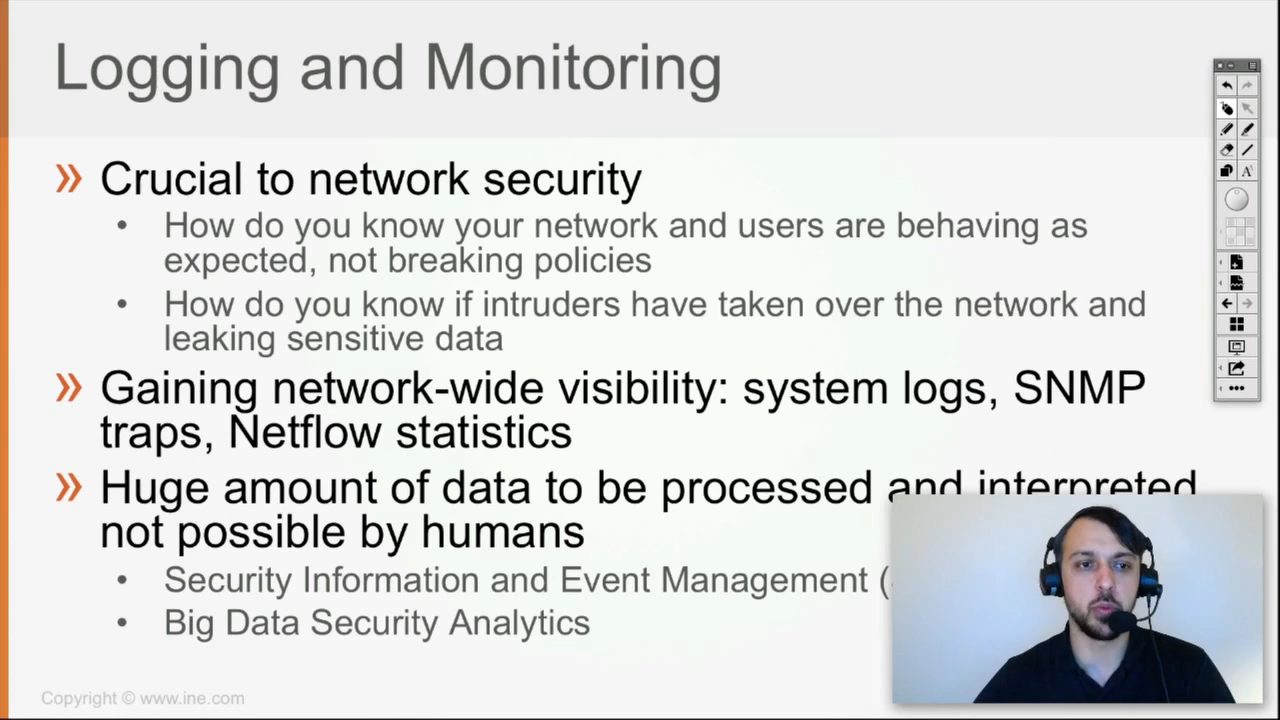 Logging and Monitoring
» Crucial to network security
• How do you know your network and users are behaving as
expected, not breaking policies
• How do you know if intruders have taken over the network and
leaking sensitive data
» Gaining network-wide visibility: system logs, SNMP
traps, Netflow statistics
» Huge amount of data to be processed and interpreted
not possible by humans
• Security Information and Event Management (
• Big Data Security Analytics
Copyright © www.ine.com